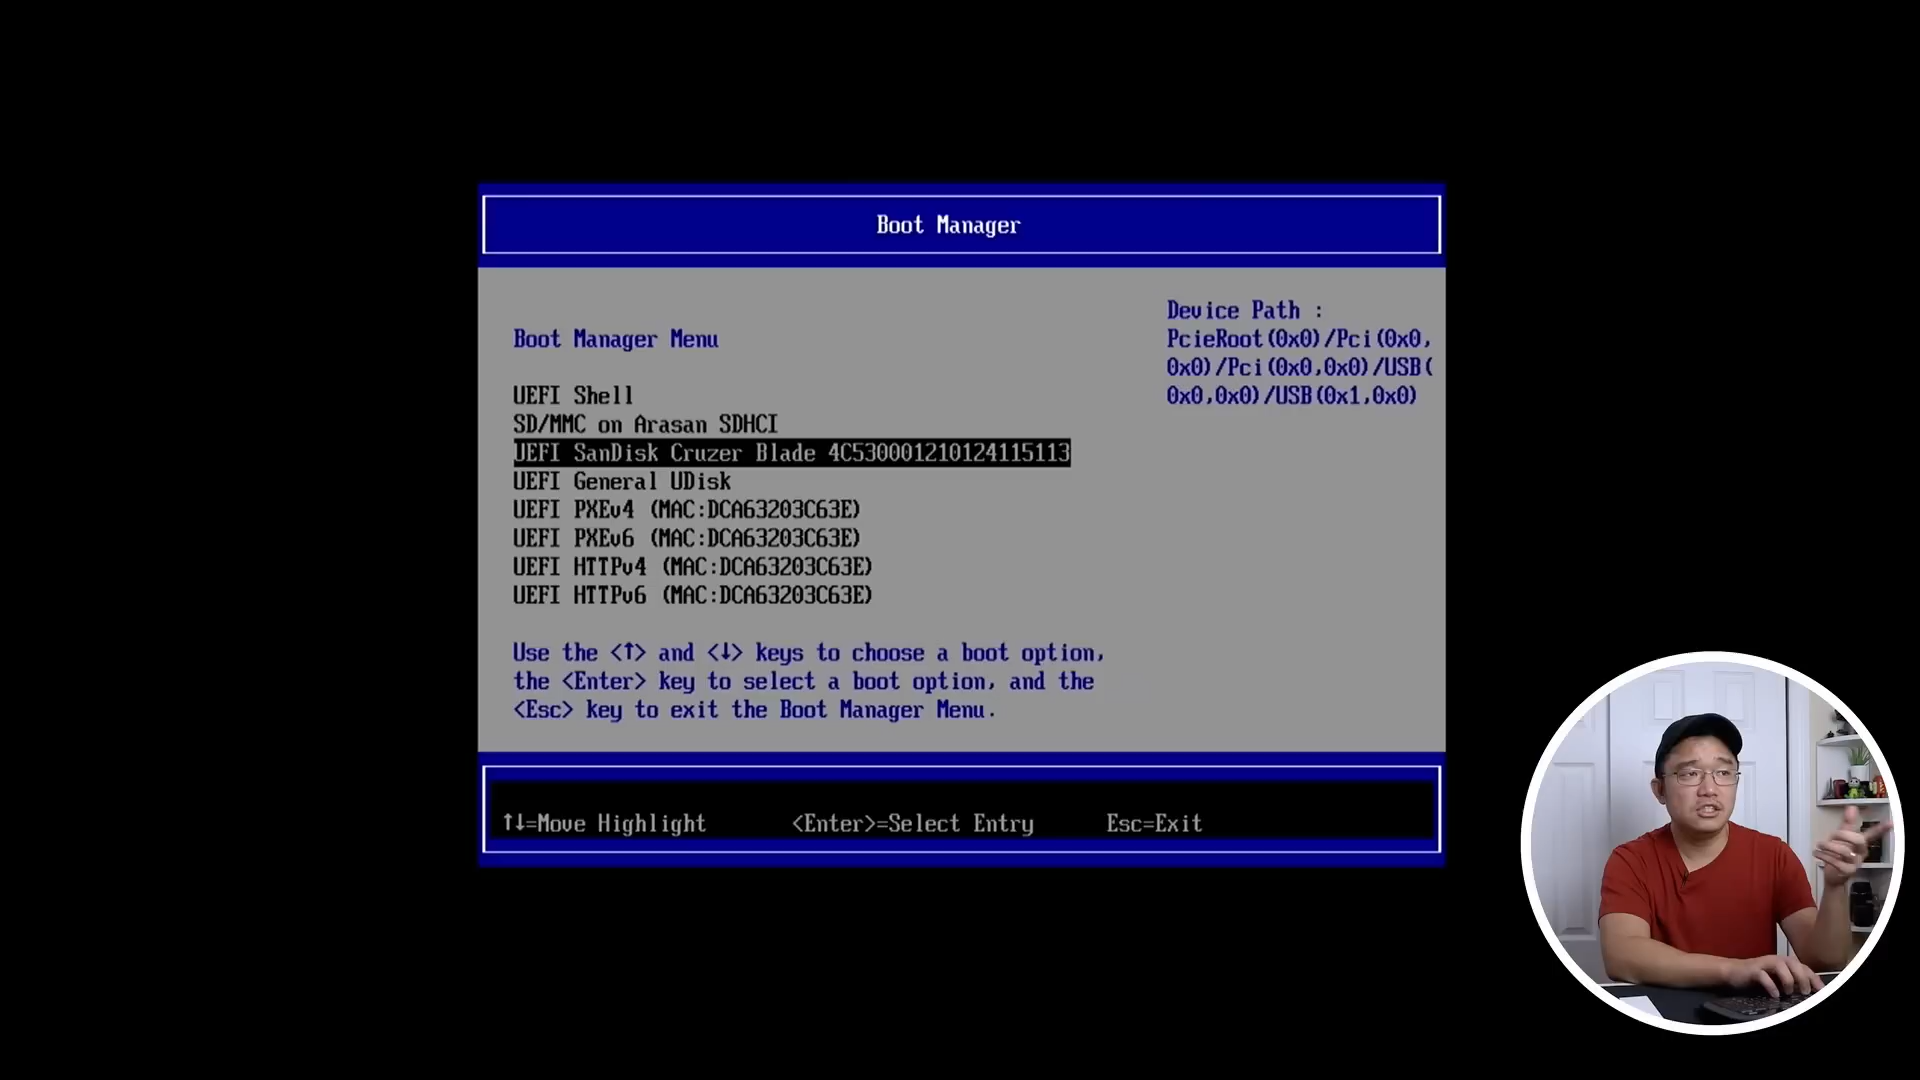 Boot Manager
Boot Manager Menu
UEFI Shell
SD/MMC on Arasan SDHCI
UEFI SanDisk Cruzer Blade 4C530001210124115113
UEFI General UDisk
UEFI PXEv4 (MAC:DCA63203C63E)
UEFI PXEv6 (MAC:DCA63203C63E)
UEFI HTTPv4 (MAC:DCA63203C63E)
UEFI HTTPv6 (MAC:DCA63203C63E)
Use the <↑> and <↓> keys to choose a boot option,
the <Enter> key to select a boot option, and the
<Esc> key to exit the Boot Manager Menu.
Device Path :
PcieRoot(0x0)/Pci(0x0,
0x0)/Pci(0x0,0x0)/USB(
0x0,0x0)/USB(0x1,0x0)
↑↓=Move Highlight <Enter>=Select Entry Esc=Exit